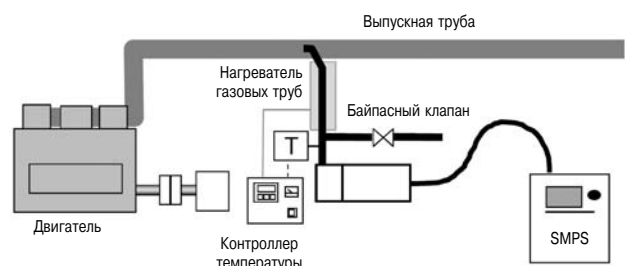 Выпускная труба
Нагреватель
газовых труб
Байпасный клапан
T
Двигатель
Контроллер
температуры
SMPS